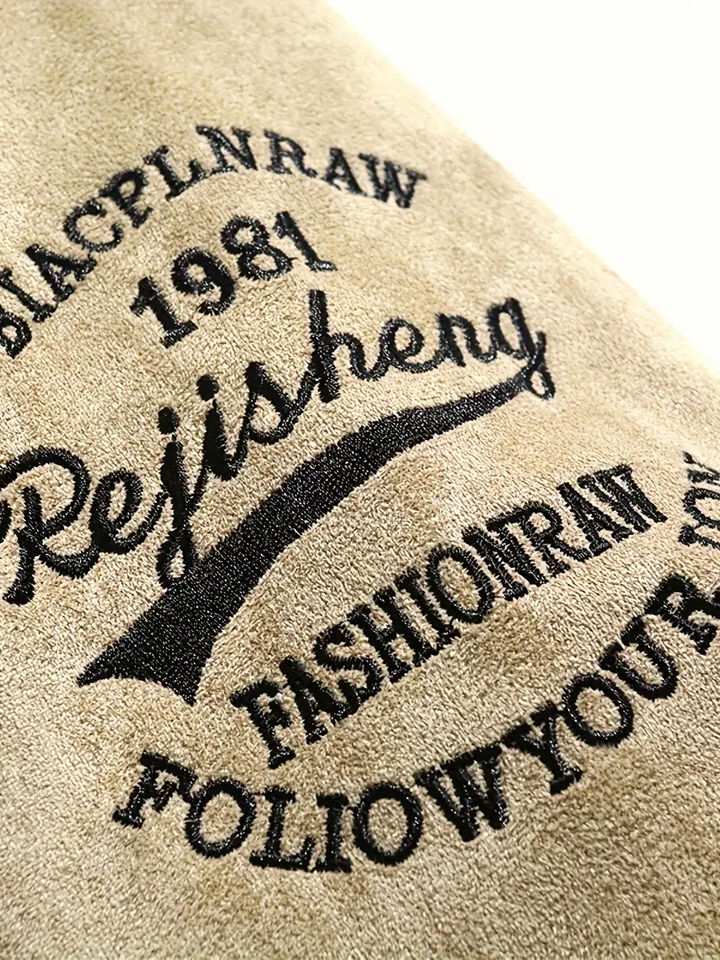 BIACPLNRAW
1981
Rejisheng
FASHIONRAW
FOLIOWYOUR